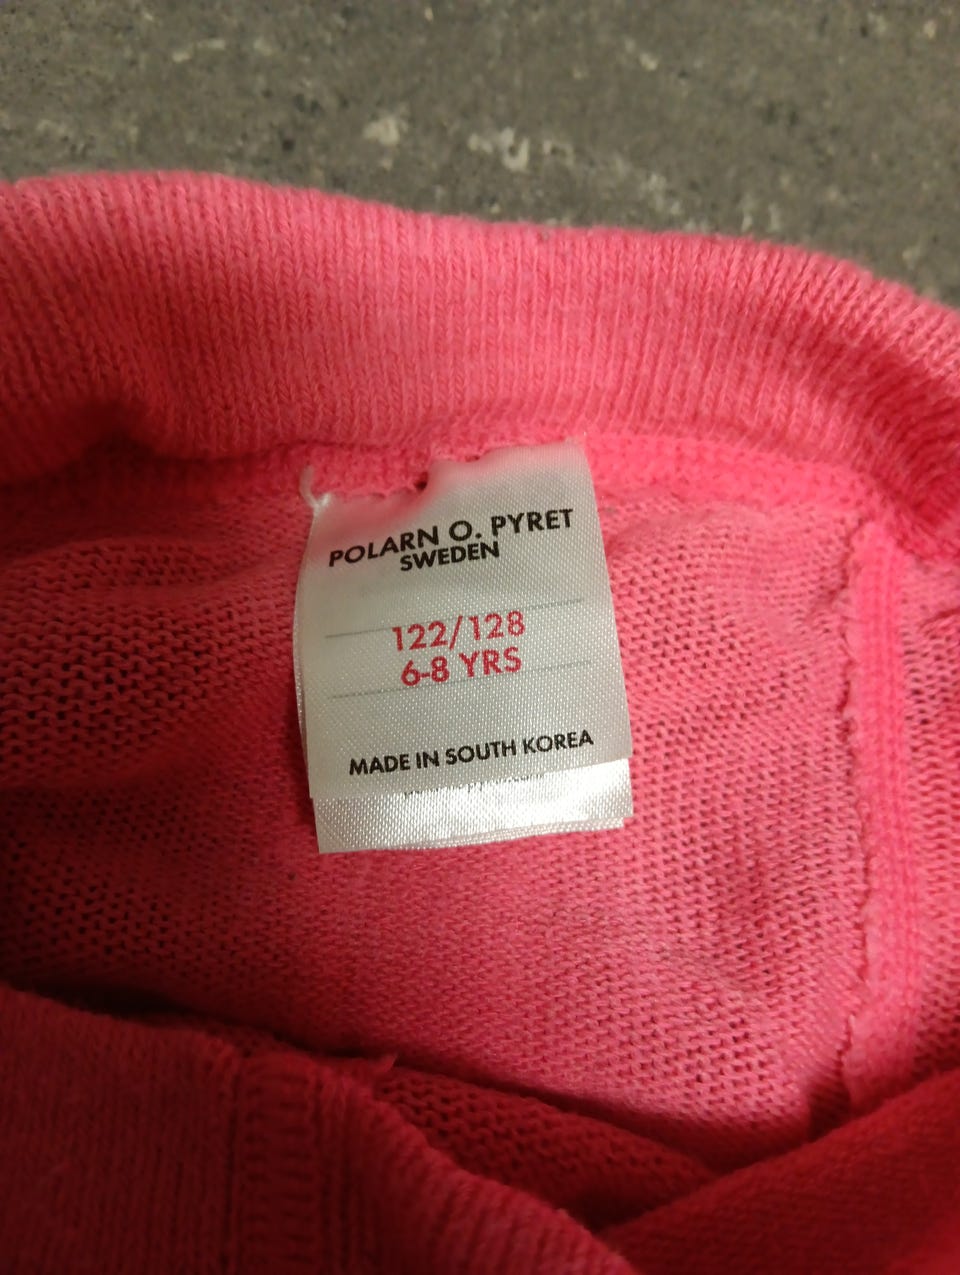 POLARN O. PYRET
SWEDEN
122/128
6-8 YRS
MADE IN SOUTH KOREA